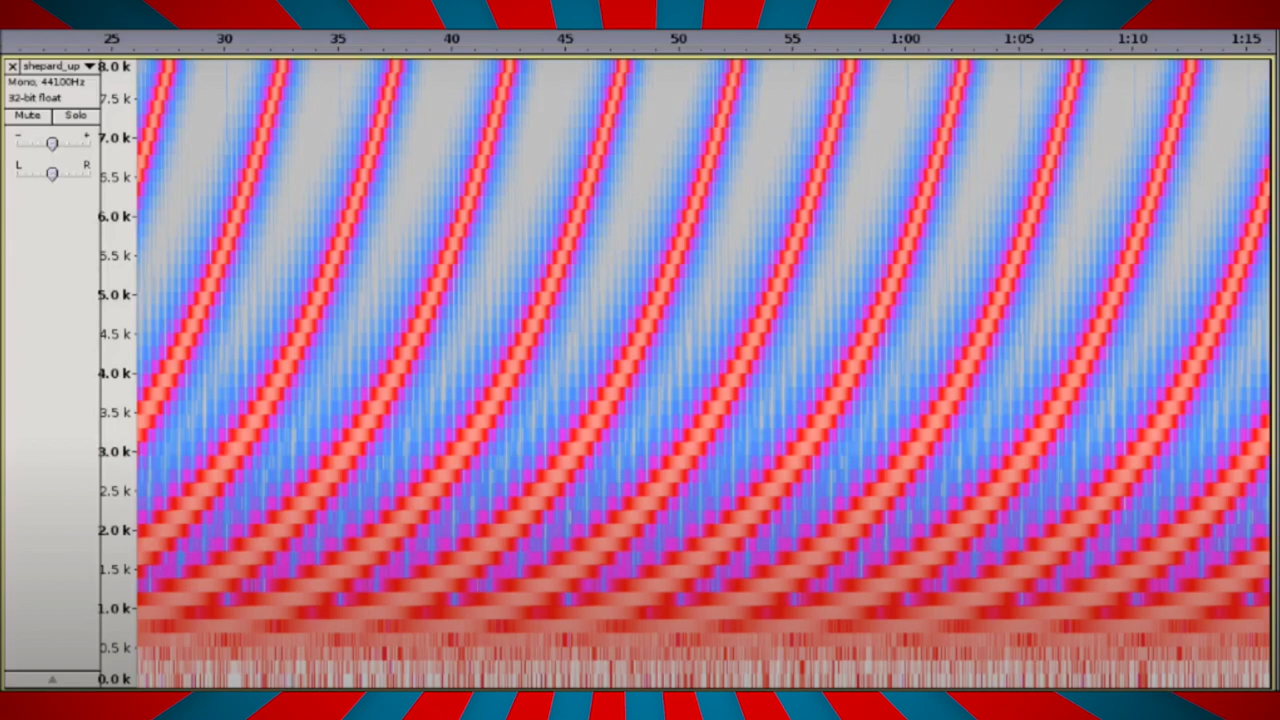 25 30 35 40 45 50 55 1:00 1:05 1:10 1:15
X shepard_up ▼
Mono, 44100Hz
32-bit float
Mute Solo
- +
L R
8.0 k
7.5 k
7.0 k
6.5 k
6.0 k
5.5 k
5.0 k
4.5 k
4.0 k
3.5 k
3.0 k
2.5 k
2.0 k
1.5 k
1.0 k
0.5 k
0.0 k